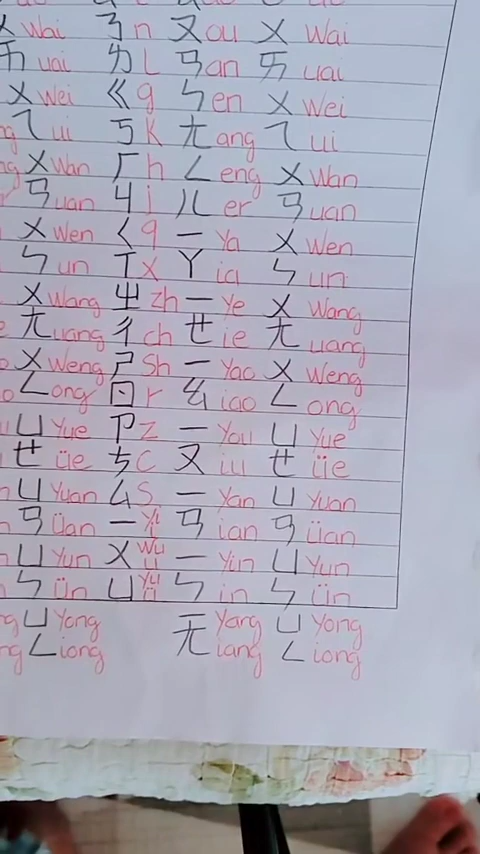 ㄨ Wai ㄋ n ㄡ ou ㄨ Wai
ㄞ uai ㄌ L ㄢ an ㄞ uai
ㄨ Wei ㄍ g ㄣ en ㄨ Wei
ㄟ ui ㄎ K ㄤ ang ㄟ ui
ㄨ Wan ㄏ h ㄥ eng ㄨ Wan
ㄢ uan ㄐ j ㄦ er ㄢ uan
ㄨ Wen ㄑ q ㄧ Ya ㄨ Wen
ㄣ un ㄒ X ㄚ ia ㄣ un
ㄨ Wang ㄓ zh ㄧ Ye ㄨ Wang
ㄤ uang ㄔ ch ㄝ ie ㄤ uang
ㄨ Weng ㄕ Sh ㄧ Yao ㄨ Weng
ㄥ ong ㄖ r ㄠ iao ㄥ ong
ㄩ Yue ㄗ z ㄧ You ㄩ Yue
ㄝ üe ㄘ c ㄡ iu ㄝ üe
ㄩ Yuan ㄙ s ㄧ Yan ㄩ Yuan
ㄢ üan ㄧ Yi i ㄢ ian ㄢ üan
ㄩ Yun ㄨ Wu u ㄧ Yin ㄩ Yun
ㄣ ün ㄩ Yu ü ㄣ in ㄣ ün
ㄩ Yong ㄧ Yang ㄩ Yong
ㄥ iong ㄤ iang ㄥ iong